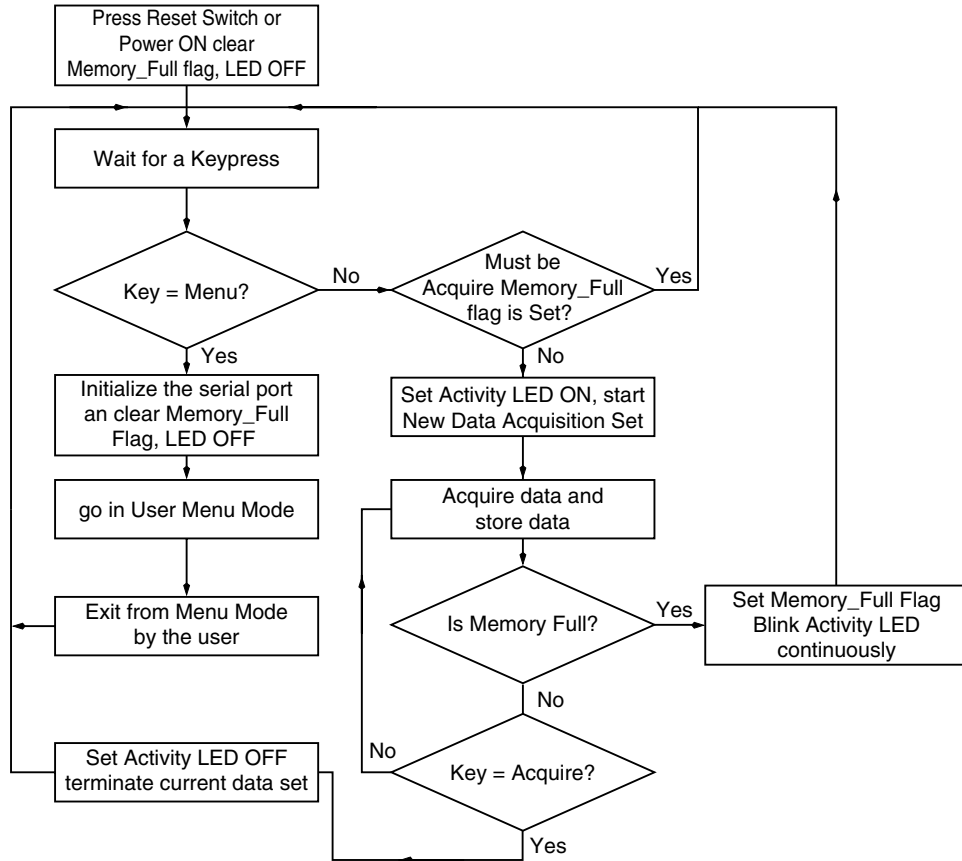 Press Reset Switch or
Power ON clear
Memory_Full flag, LED OFF
Wait for a Keypress
Key = Menu?
No
Must be
Acquire Memory_Full
flag is Set?
Yes
Yes
No
Initialize the serial port
an clear Memory_Full
Flag, LED OFF
Set Activity LED ON, start
New Data Acquisition Set
go in User Menu Mode
Acquire data and
store data
Exit from Menu Mode
by the user
Is Memory Full?
Yes
Set Memory_Full Flag
Blink Activity LED
continuously
No
Set Activity LED OFF
terminate current data set
No
Key = Acquire?
Yes